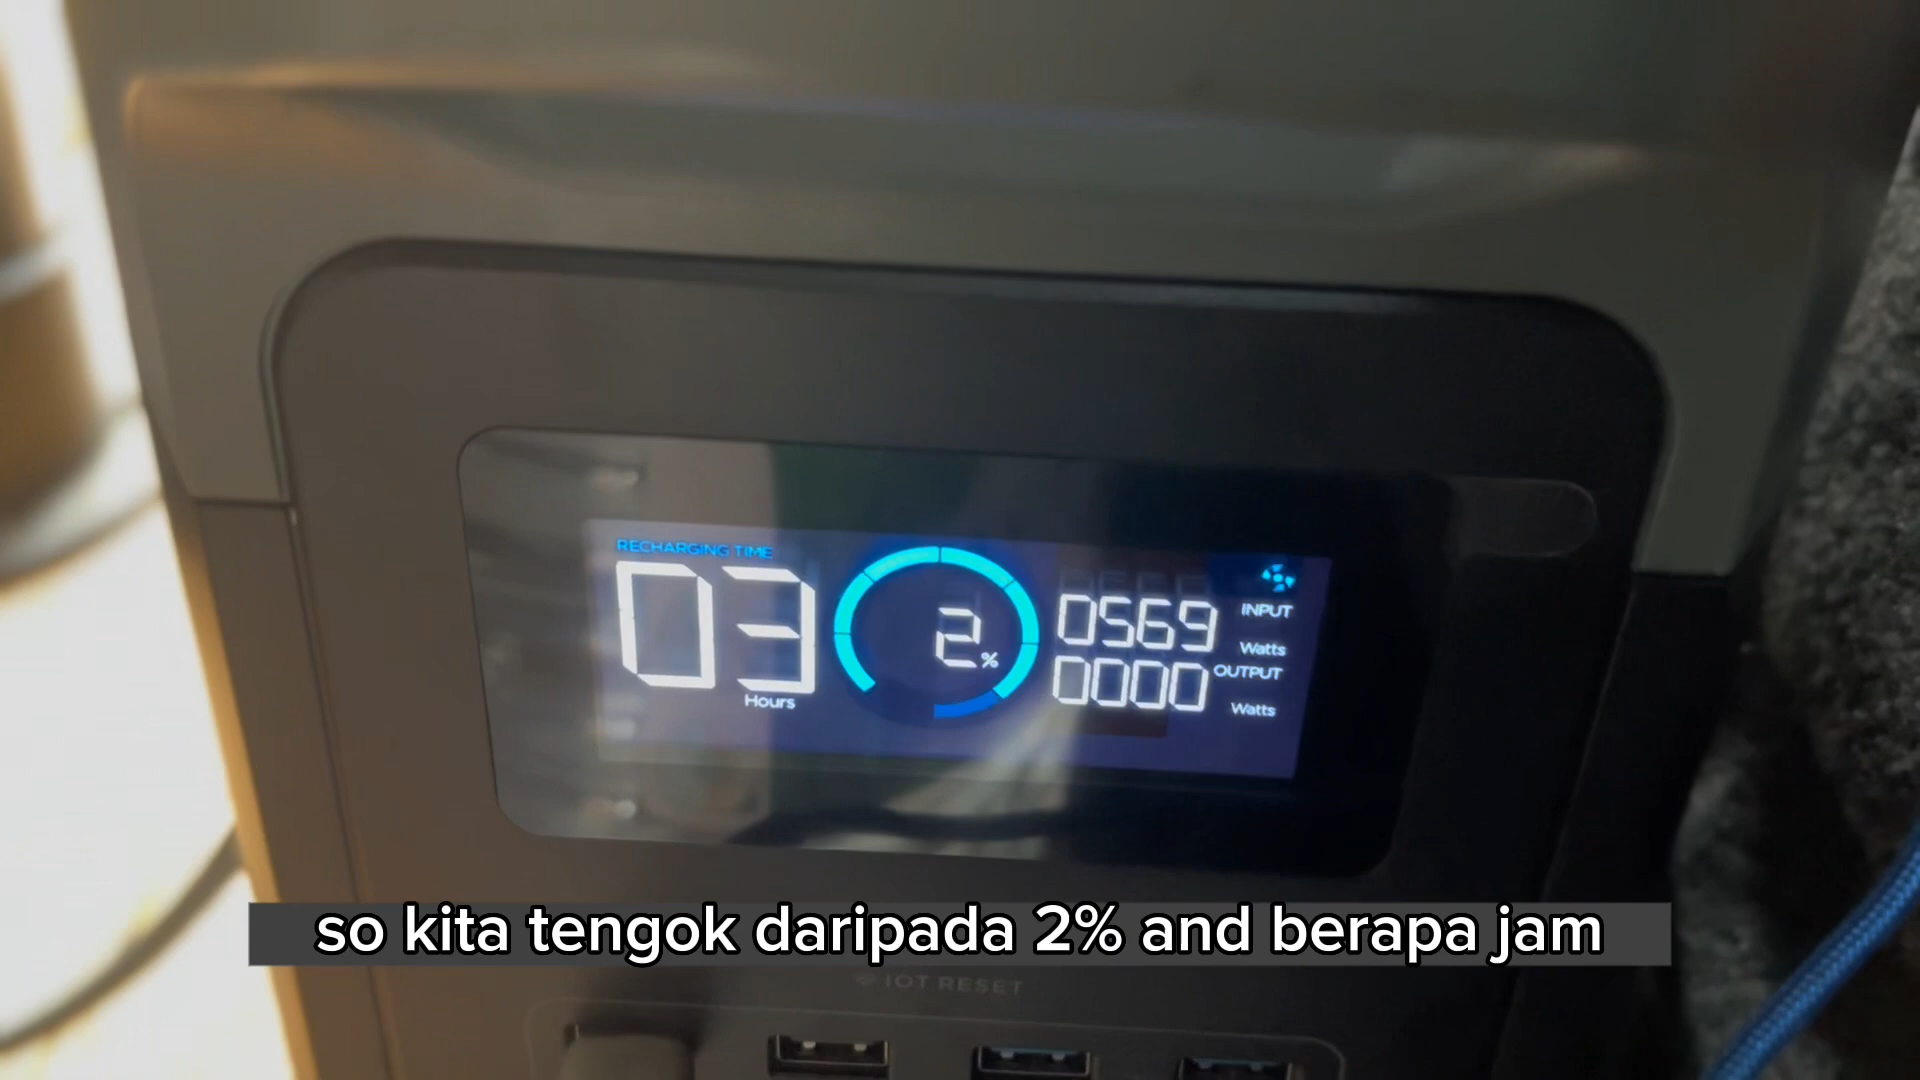 RECHARGING TIME
03
Hours
2%
0569
INPUT
Watts
0000
OUTPUT
Watts
so kita tengok daripada 2% and berapa jam
IOT RESET